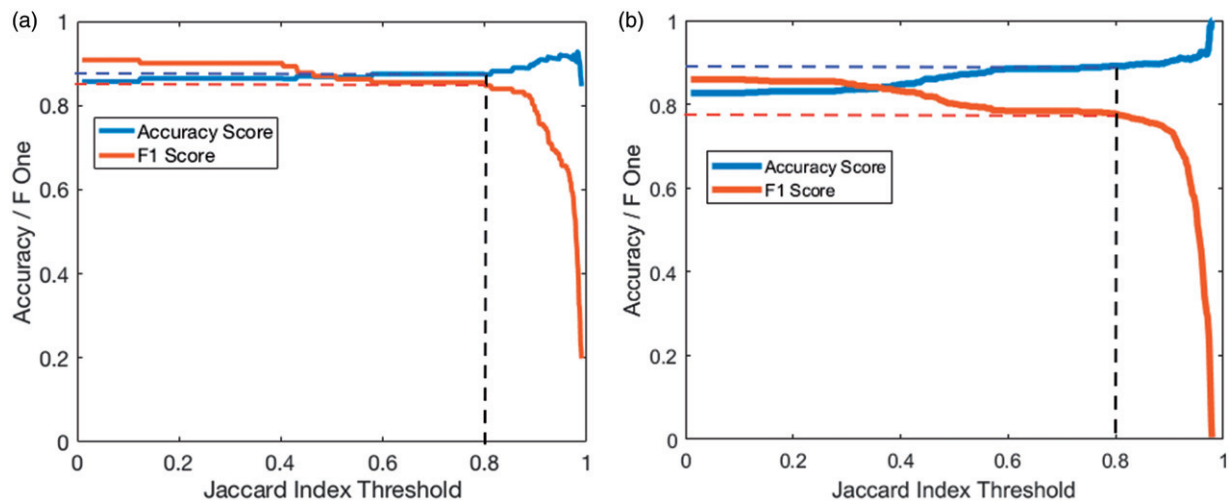 (a)
1
0.8
0.6
0.4
0.2
0
Accuracy / F One
Accuracy Score
F1 Score
0 0.2 0.4 0.6 0.8 1
Jaccard Index Threshold
(b)
1
0.8
0.6
0.4
0.2
0
Accuracy / F One
Accuracy Score
F1 Score
0 0.2 0.4 0.6 0.8 1
Jaccard Index Threshold